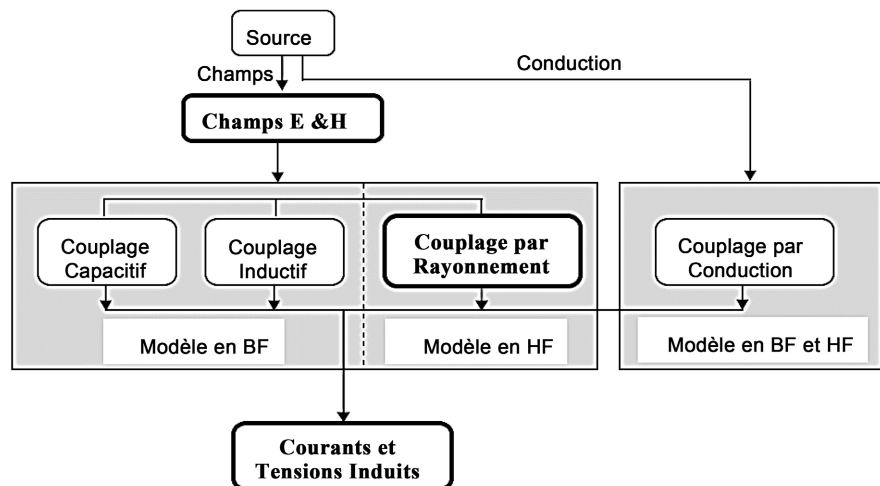 Source
Champs
Conduction
Champs E &H
Couplage
Capacitif
Couplage
Inductif
Couplage par
Rayonnement
Couplage par
Conduction
Modèle en BF
Modèle en HF
Modèle en BF et HF
Courants et
Tensions Induits